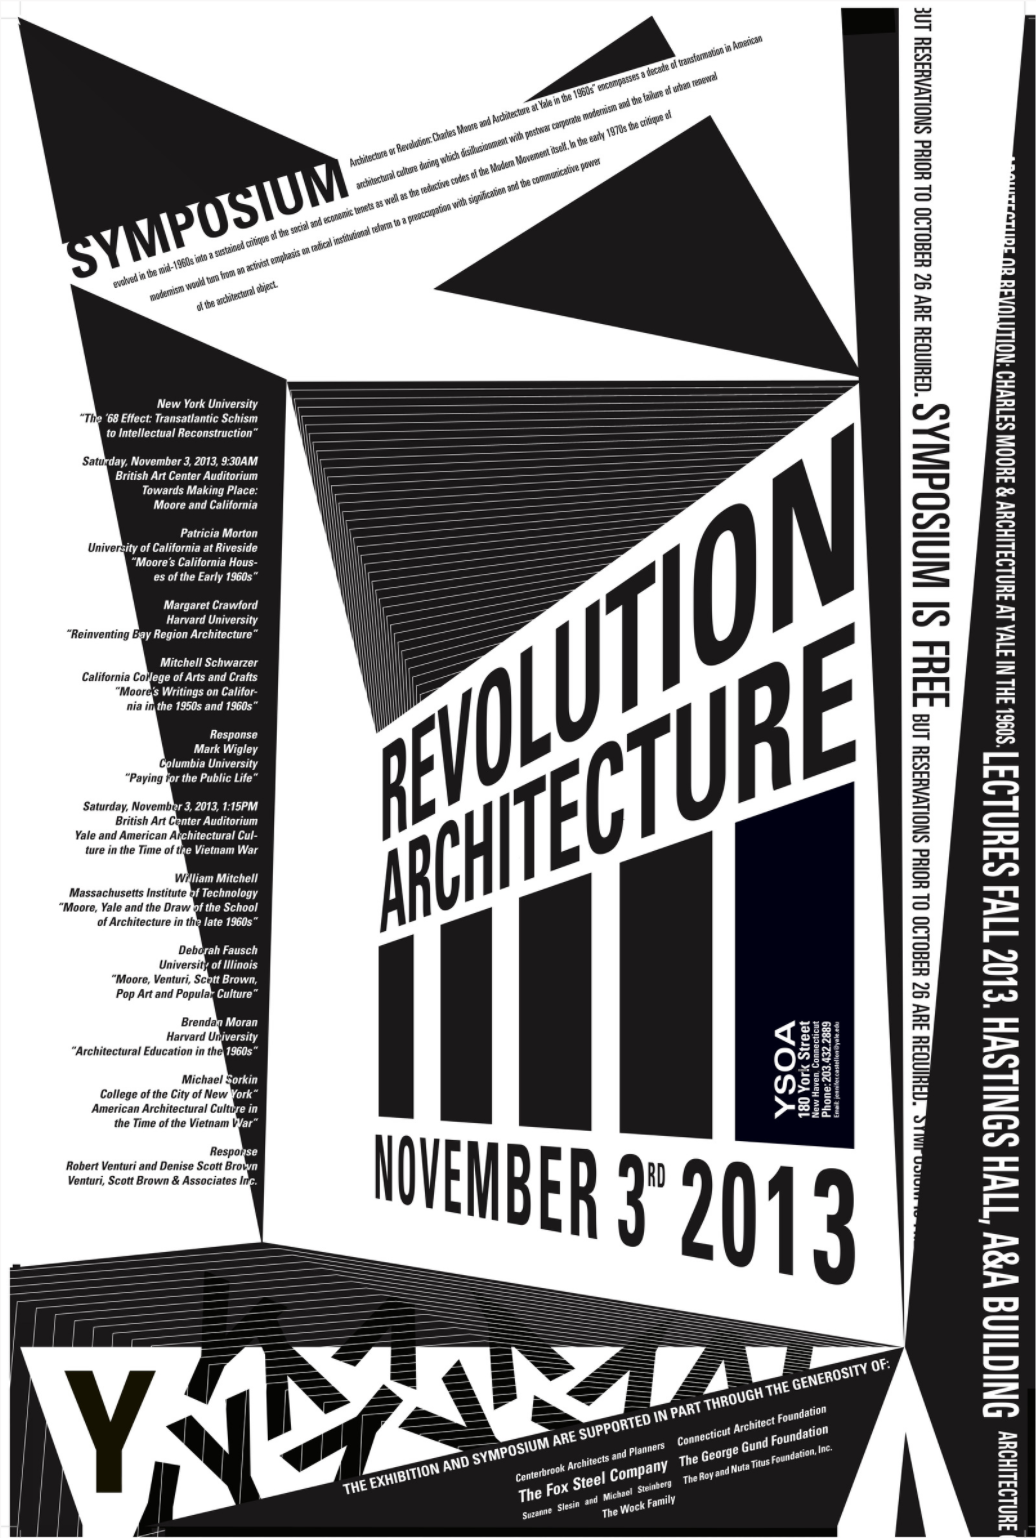 SYMPOSIUM
Architecture or Revolution: Charles Moore and Architecture at Yale in the 1960s" encompasses a decade of transformation in American
architectural culture during which disillusionment with postwar corporate modernism and the failure of urban renewal
evolved in the mid-1960s into a sustained critique of the social and economic tenets as well as the reductive codes of the Modern Movement itself. In the early 1970s the critique of
modernism would turn from an activist emphasis on radical institutional reform to a preoccupation with signification and the communicative power
of the architectural object.
New York University
"The '68 Effect: Transatlantic Schism
to Intellectual Reconstruction"
Saturday, November 3, 2013, 9:30AM
British Art Center Auditorium
Towards Making Place:
Moore and California
Patricia Morton
University of California at Riveside
"Moore's California Hous-
es of the Early 1960s"
Margaret Crawford
Harvard University
"Reinventing Bay Region Architecture"
Mitchell Schwarzer
California College of Arts and Crafts
"Moore's Writings on Califor-
nia in the 1950s and 1960s"
Response
Mark Wigley
Columbia University
"Paying for the Public Life"
Saturday, November 3, 2013, 1:15PM
British Art Center Auditorium
Yale and American Architectural Cul-
ture in the Time of the Vietnam War
William Mitchell
Massachusetts Institute of Technology
"Moore, Yale and the Draw of the School
of Architecture in the late 1960s"
Deborah Fausch
University of Illinois
"Moore, Venturi, Scott Brown,
Pop Art and Popular Culture"
Brendan Moran
Harvard University
"Architectural Education in the 1960s"
Michael Sorkin
College of the City of New York"
American Architectural Culture in
the Time of the Vietnam War"
Response
Robert Venturi and Denise Scott Brown
Venturi, Scott Brown & Associates Inc.
REVOLUTION
ARCHITECTURE
YSOA
180 York Street
New Haven, Connecticut
Phone: 203.432.2889
NOVEMBER 3RD 2013
BUT RESERVATIONS PRIOR TO OCTOBER 26 ARE REQUIRED. SYMPOSIUM IS FREE BUT RESERVATIONS PRIOR TO OCTOBER 26 ARE REQUIRED.
ARCHITECTURE OR REVOLUTION: CHARLES MOORE & ARCHITECTURE AT YALE IN THE 1960S. LECTURES FALL 2013. HASTINGS HALL, A&A BUILDING ARCHITECTURE
Y
THE EXHIBITION AND SYMPOSIUM ARE SUPPORTED IN PART THROUGH THE GENEROSITY OF:
Centerbrook Architects and Planners
The Fox Steel Company
Suzanne Slesin and Michael Steinberg
The Wock Family
Connecticut Architect Foundation
The George Gund Foundation
The Roy and Nuta Titus Foundation, Inc.